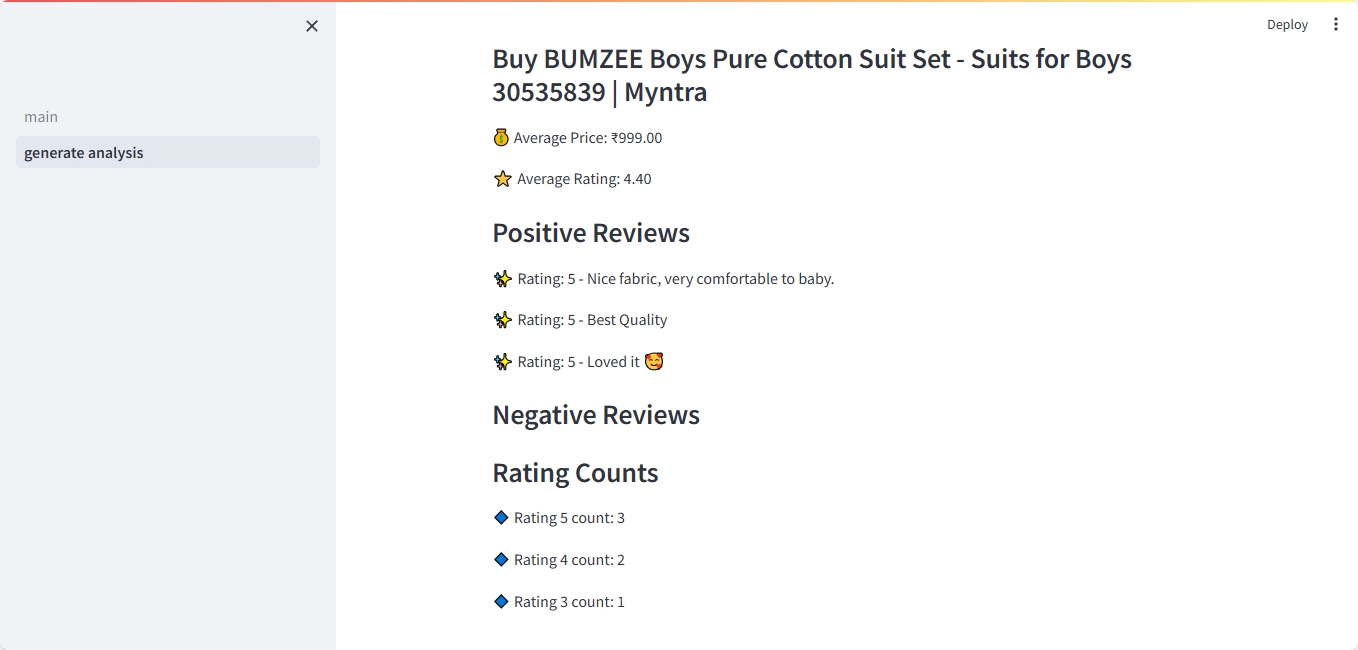 Deploy
main
generate analysis
Buy BUMZEE Boys Pure Cotton Suit Set - Suits for Boys
30535839 | Myntra
💰 Average Price: ₹999.00
⭐ Average Rating: 4.40
Positive Reviews
✨ Rating: 5 - Nice fabric, very comfortable to baby.
✨ Rating: 5 - Best Quality
✨ Rating: 5 - Loved it 🥰
Negative Reviews
Rating Counts
🔹 Rating 5 count: 3
🔹 Rating 4 count: 2
🔹 Rating 3 count: 1